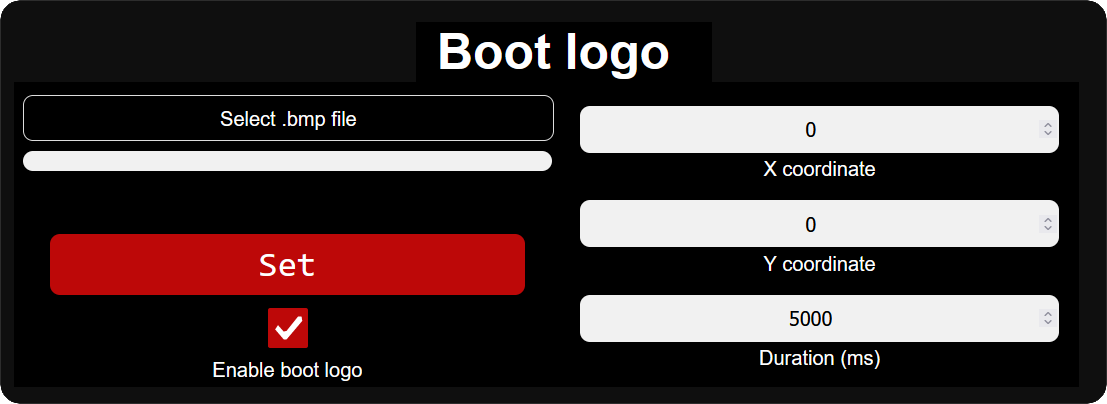 Boot logo
Select .bmp file
Set
Enable boot logo
0
X coordinate
0
Y coordinate
5000
Duration (ms)